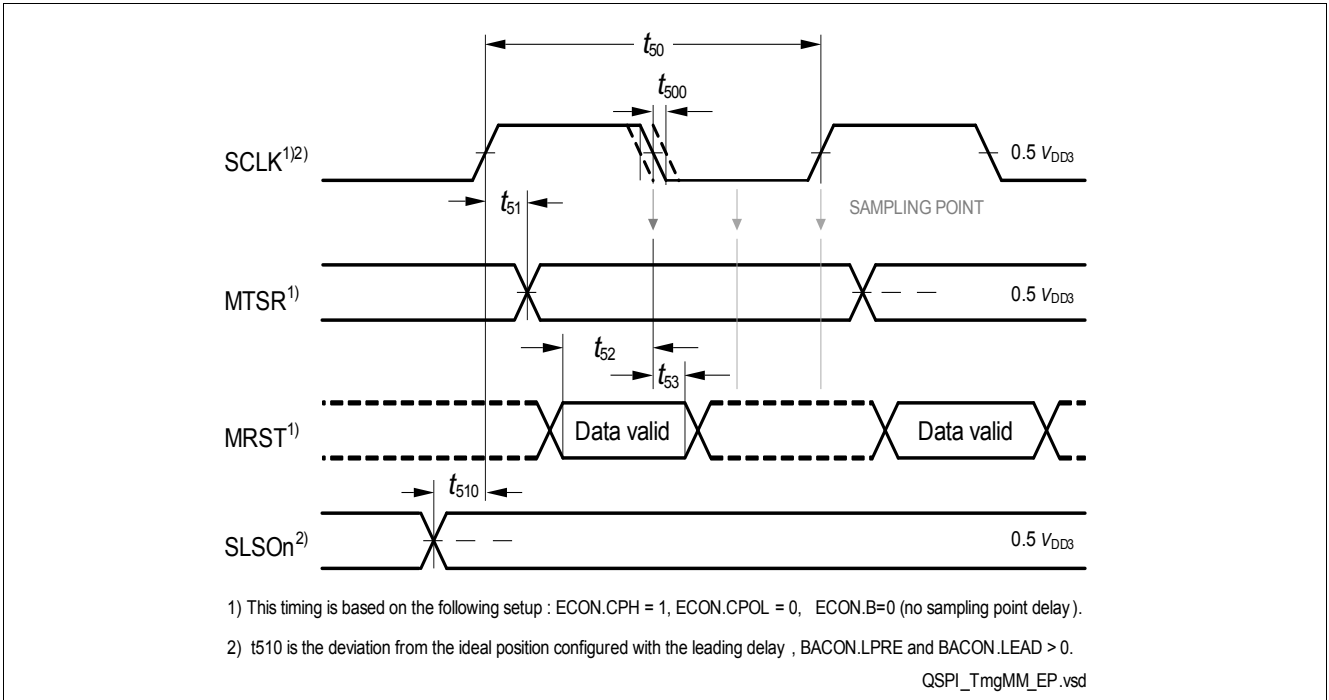 t50
t500
SCLK1)2)
0.5 VDD3
t51
SAMPLING POINT
MTSR1)
0.5 VDD3
t52
t53
MRST1)
Data valid
Data valid
t510
SLSOn2)
0.5 VDD3
1) This timing is based on the following setup : ECON.CPH = 1, ECON.CPOL = 0, ECON.B=0 (no sampling point delay).
2) t510 is the deviation from the ideal position configured with the leading delay , BACON.LPRE and BACON.LEAD > 0.
QSPI_TmgMM_EP.vsd